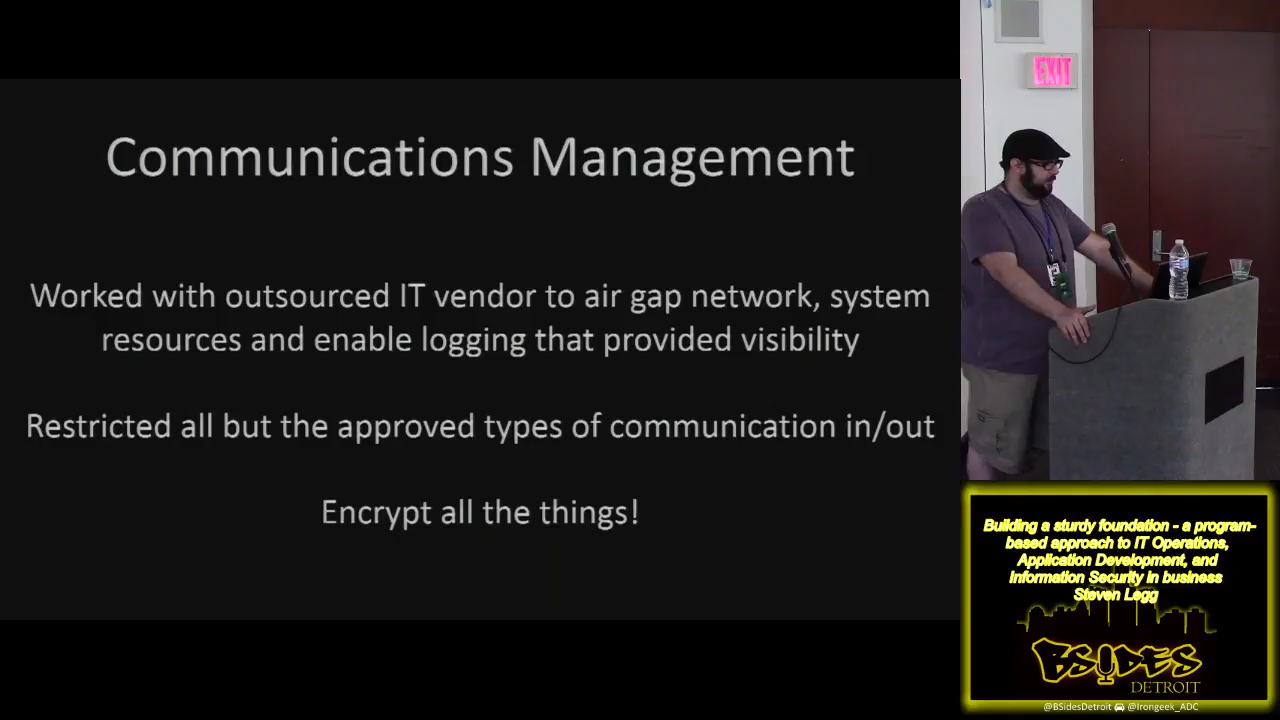 Communications Management
Worked with outsourced IT vendor to air gap network, system
resources and enable logging that provided visibility
Restricted all but the approved types of communication in/out
Encrypt all the things!
EXIT
Building a sturdy foundation - a program-
based approach to IT Operations,
Application Development, and
Information Security in business
Steven Legg
BSIDES
DETROIT
@BSidesDetroit @Irongeek_ADC